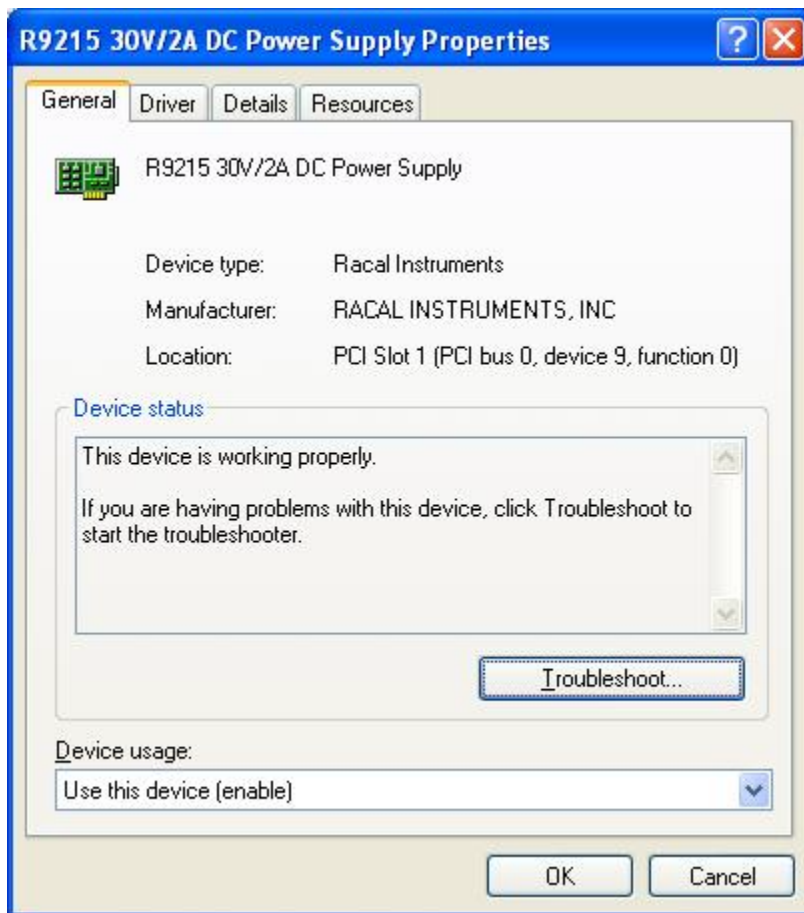 R9215 30V/2A DC Power Supply Properties
General Driver Details Resources
R9215 30V/2A DC Power Supply
Device type: Racal Instruments
Manufacturer: RACAL INSTRUMENTS, INC
Location: PCI Slot 1 (PCI bus 0, device 9, function 0)
Device status
This device is working properly.
If you are having problems with this device, click Troubleshoot to
start the troubleshooter.
Troubleshoot...
Device usage:
Use this device (enable)
OK Cancel